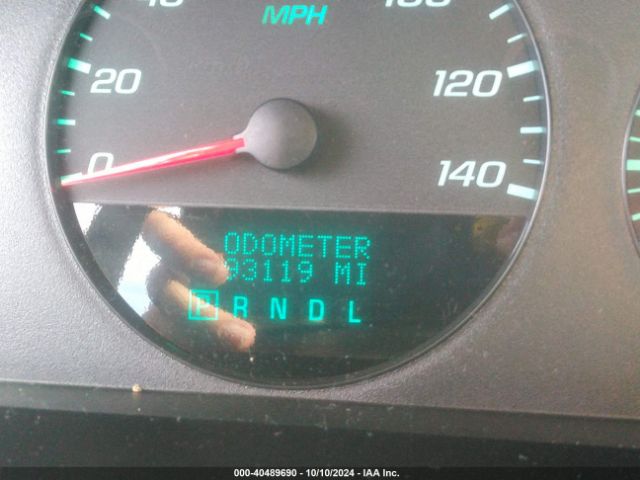 MPH
20
120
0
140
ODOMETER
93119 MI
P R N D L
000-40489690 - 10/10/2024 - IAA Inc.